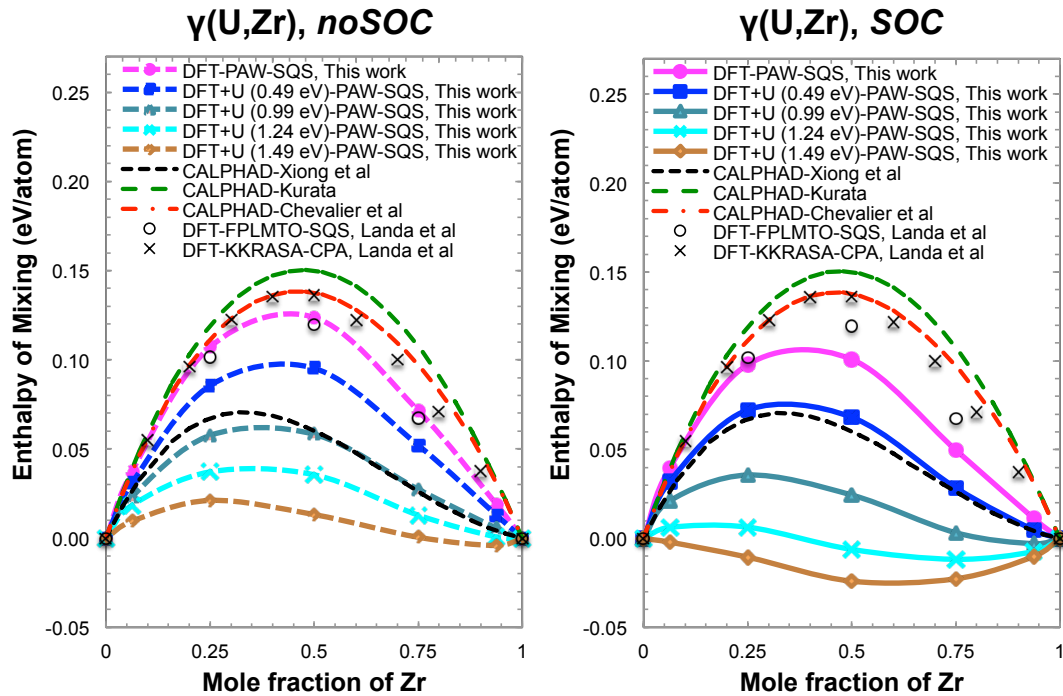 γ(U,Zr), noSOC
Enthalpy of Mixing (eV/atom)
0.25
0.20
0.15
0.10
0.05
0.00
-0.05
DFT-PAW-SQS, This work
DFT+U (0.49 eV)-PAW-SQS, This work
DFT+U (0.99 eV)-PAW-SQS, This work
DFT+U (1.24 eV)-PAW-SQS, This work
DFT+U (1.49 eV)-PAW-SQS, This work
CALPHAD-Xiong et al
CALPHAD-Kurata
CALPHAD-Chevalier et al
DFT-FPLMTO-SQS, Landa et al
DFT-KKRASA-CPA, Landa et al
0 0.25 0.5 0.75 1
Mole fraction of Zr
γ(U,Zr), SOC
Enthalpy of Mixing (eV/atom)
0.25
0.20
0.15
0.10
0.05
0.00
-0.05
DFT-PAW-SQS, This work
DFT+U (0.49 eV)-PAW-SQS, This work
DFT+U (0.99 eV)-PAW-SQS, This work
DFT+U (1.24 eV)-PAW-SQS, This work
DFT+U (1.49 eV)-PAW-SQS, This work
CALPHAD-Xiong et al
CALPHAD-Kurata
CALPHAD-Chevalier et al
DFT-FPLMTO-SQS, Landa et al
DFT-KKRASA-CPA, Landa et al
0 0.25 0.5 0.75 1
Mole fraction of Zr